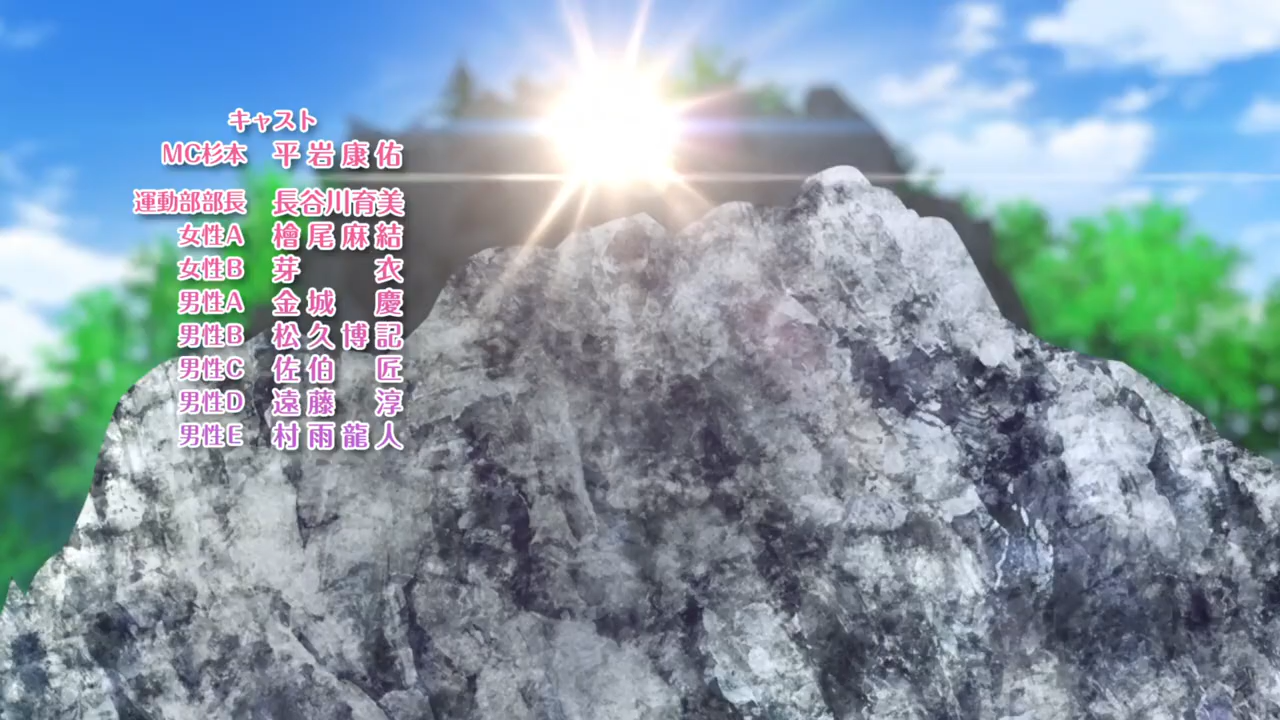 キャスト
MC杉本 平岩康佑
運動部部長 長谷川育美
女性A 檜尾麻結
女性B 芽衣
男性A 金城慶
男性B 松久博記
男性C 佐伯匠
男性D 遠藤淳
男性E 村雨龍人